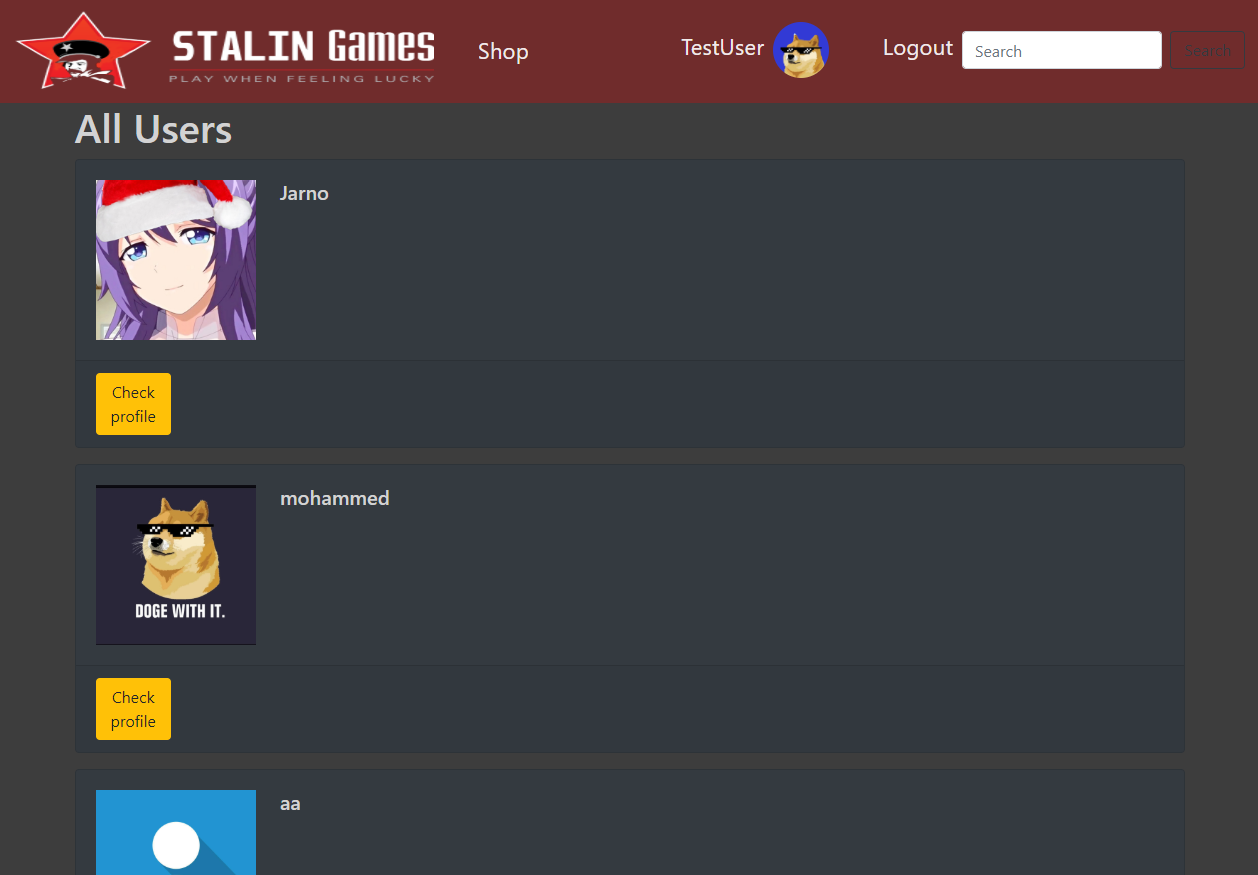 STALIN Games
PLAY WHEN FEELING LUCKY
Shop
TestUser
Logout
Search
Search
All Users
Jarno
Check
profile
mohammed
DOGE WITH IT.
Check
profile
aa